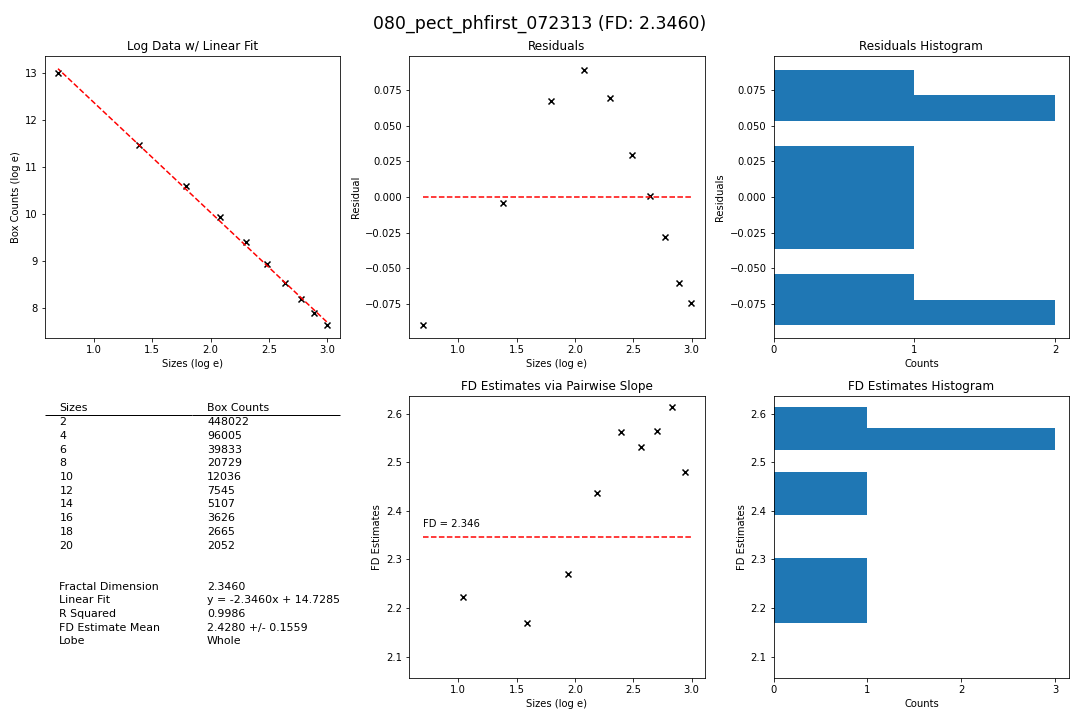 080_pect_phfirst_072313 (FD: 2.3460)
Log Data w/ Linear Fit
13
12
11
10
9
8
Box Counts (log e)
1.0 1.5 2.0 2.5 3.0
Sizes (log e)
Residuals
0.075
0.050
0.025
0.000
−0.025
−0.050
−0.075
Residual
1.0 1.5 2.0 2.5 3.0
Sizes (log e)
Residuals Histogram
0.075
0.050
0.025
0.000
−0.025
−0.050
−0.075
Residuals
0 1 2
Counts
Sizes Box Counts
2 448022
4 96005
6 39833
8 20729
10 12036
12 7545
14 5107
16 3626
18 2665
20 2052
Fractal Dimension 2.3460
Linear Fit y = -2.3460x + 14.7285
R Squared 0.9986
FD Estimate Mean 2.4280 +/- 0.1559
Lobe Whole
FD Estimates via Pairwise Slope
2.6
2.5
2.4
2.3
2.2
2.1
FD Estimates
FD = 2.346
1.0 1.5 2.0 2.5 3.0
Sizes (log e)
FD Estimates Histogram
2.6
2.5
2.4
2.3
2.2
2.1
FD Estimates
0 1 2 3
Counts